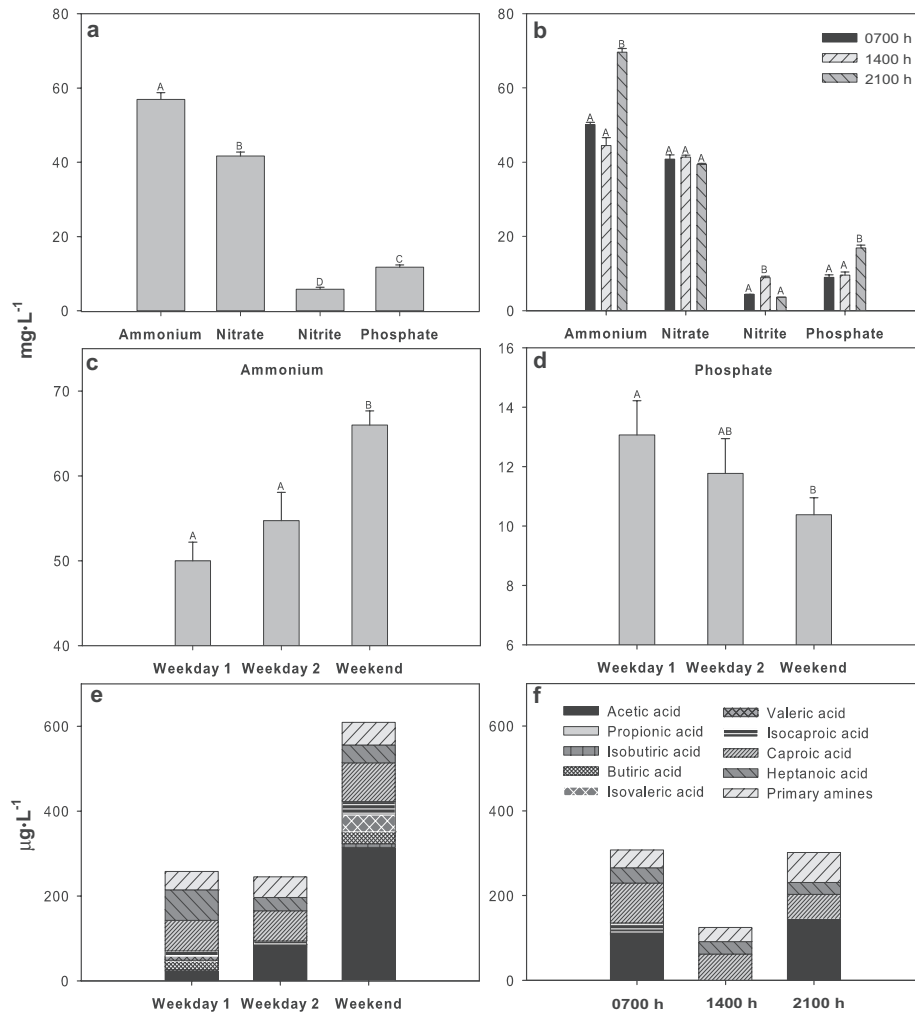 a
80
60
40
20
0
A
B
D
C
Ammonium Nitrate Nitrite Phosphate
b
80
60
40
20
0
0700 h
1400 h
2100 h
A A B
A A A
A B A
A A B
Ammonium Nitrate Nitrite Phosphate
mg·L-1
c
Ammonium
70
60
50
40
A
A
B
Weekday 1 Weekday 2 Weekend
d
Phosphate
16
14
12
10
8
6
A
AB
B
Weekday 1 Weekday 2 Weekend
µg·L-1
e
600
400
200
0
Weekday 1 Weekday 2 Weekend
f
600
400
200
0
Acetic acid
Propionic acid
Isobutiric acid
Butiric acid
Isovaleric acid
Valeric acid
Isocaproic acid
Caproic acid
Heptanoic acid
Primary amines
0700 h 1400 h 2100 h